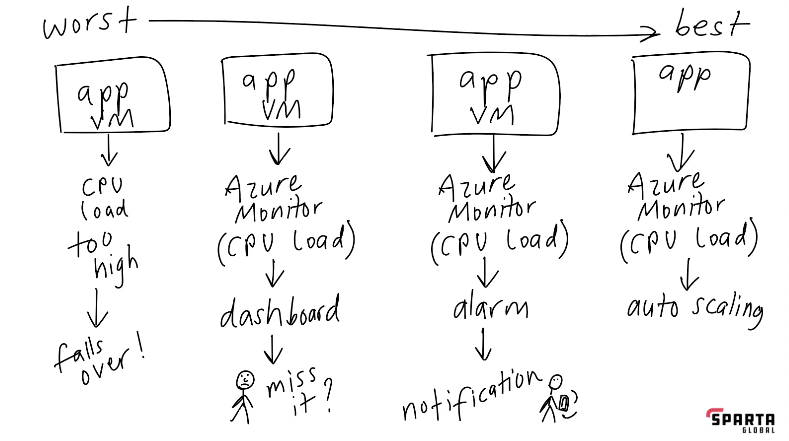 worst
best
app
VM
CPU
load
too
high
falls
over!
app
VM
Azure
Monitor
(CPU load)
dashboard
miss
it?
app
VM
Azure
Monitor
(CPU load)
alarm
notification
app
Azure
Monitor
(CPU load)
auto scaling
SPARTA
GLOBAL